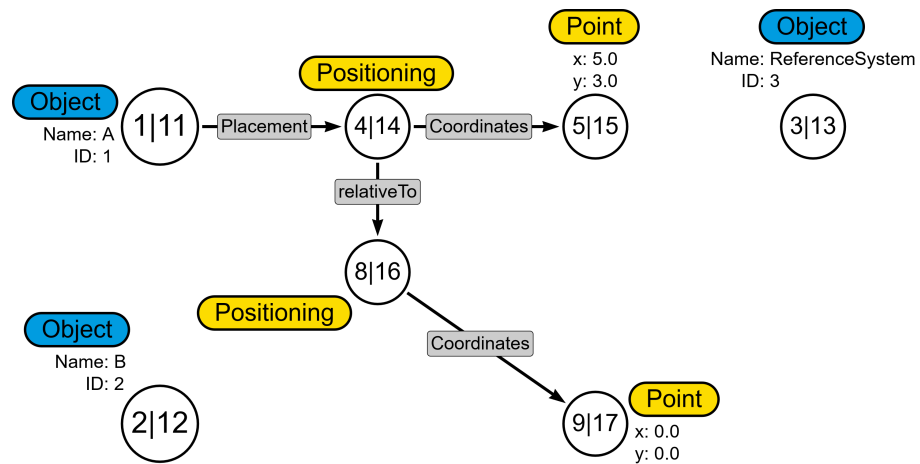 Object
Name: A
ID: 1
1|11
Placement
Positioning
4|14
Coordinates
Point
x: 5.0
y: 3.0
5|15
Object
Name: ReferenceSystem
ID: 3
3|13
relativeTo
8|16
Positioning
Coordinates
Object
Name: B
ID: 2
2|12
9|17
Point
x: 0.0
y: 0.0